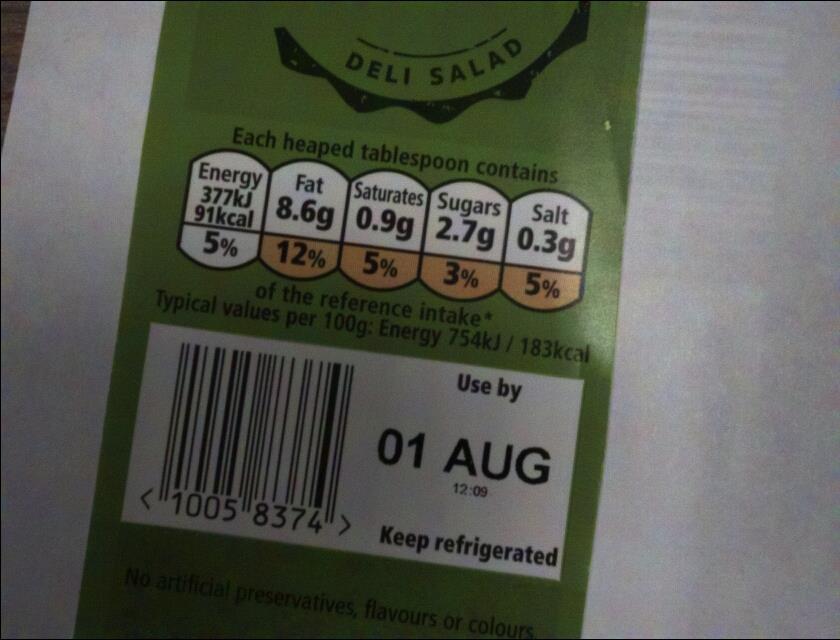 DELI SALAD
Each heaped tablespoon contains
Energy Fat Saturates Sugars Salt
377kJ 8.6g 0.9g 2.7g 0.3g
91kcal
5% 12% 5% 3% 5%
of the reference intake*
Typical values per 100g: Energy 754kJ / 183kcal
Use by
01 AUG
12:09
<1005 8374>
Keep refrigerated
No artificial preservatives, flavours or colours.